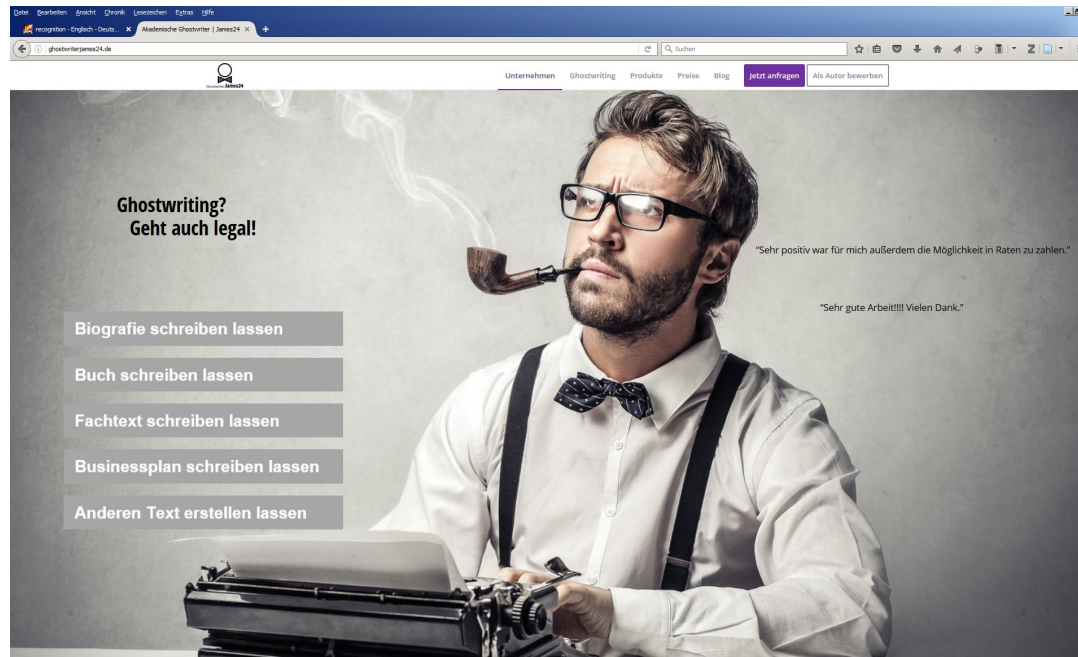 Datei Bearbeiten Ansicht Chronik Lesezeichen Extras Hilfe
recognition - Englisch - Deuts... Akademische Ghostwriter | James24
ghostwriterjames24.de
Suchen
Ghostwriter James24
Unternehmen Ghostwriting Produkte Preise Blog Jetzt anfragen Als Autor bewerben
Ghostwriting?
Geht auch legal!
“Sehr positiv war für mich außerdem die Möglichkeit in Raten zu zahlen.”
“Sehr gute Arbeit!!!! Vielen Dank.”
Biografie schreiben lassen
Buch schreiben lassen
Fachtext schreiben lassen
Businessplan schreiben lassen
Anderen Text erstellen lassen